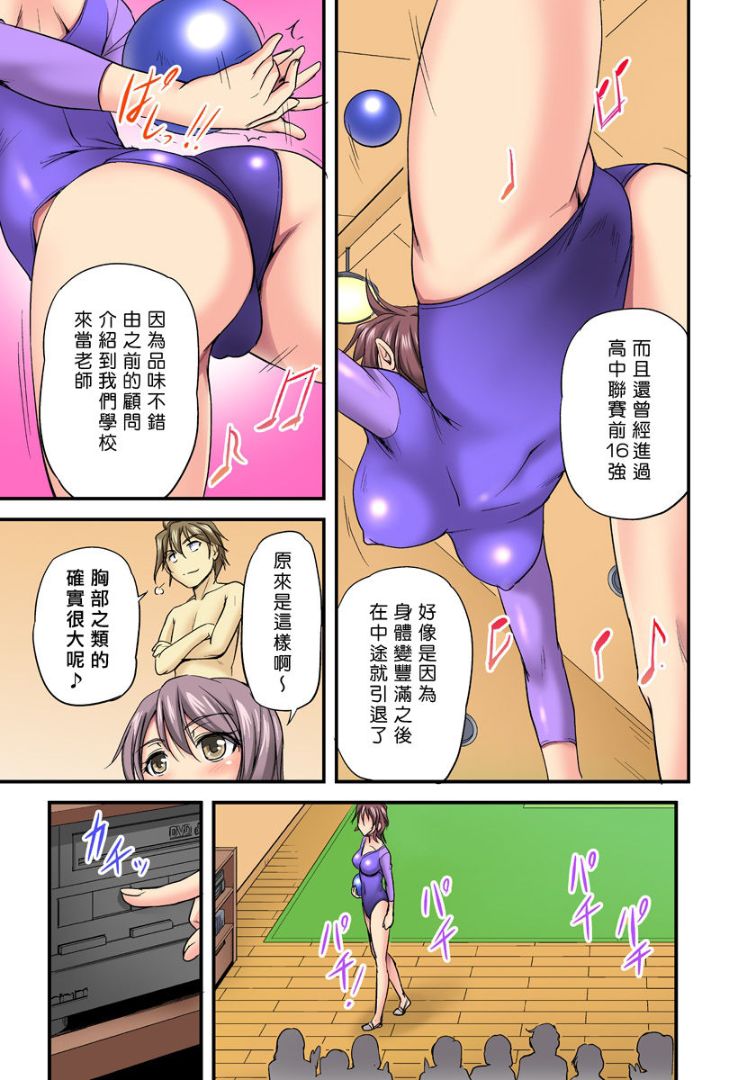 而且還曾經進過
高中聯賽前16強
好像是因為
身體變豐滿之後
在中途就引退了
ぱしっ!!
因為品味不錯
由之前的顧問
介紹到我們學校
來當老師
原來是這樣啊～
胸部之類的
確實很大呢♪
パチ
パチ!
パチ
パチ!
カチッ
DVD